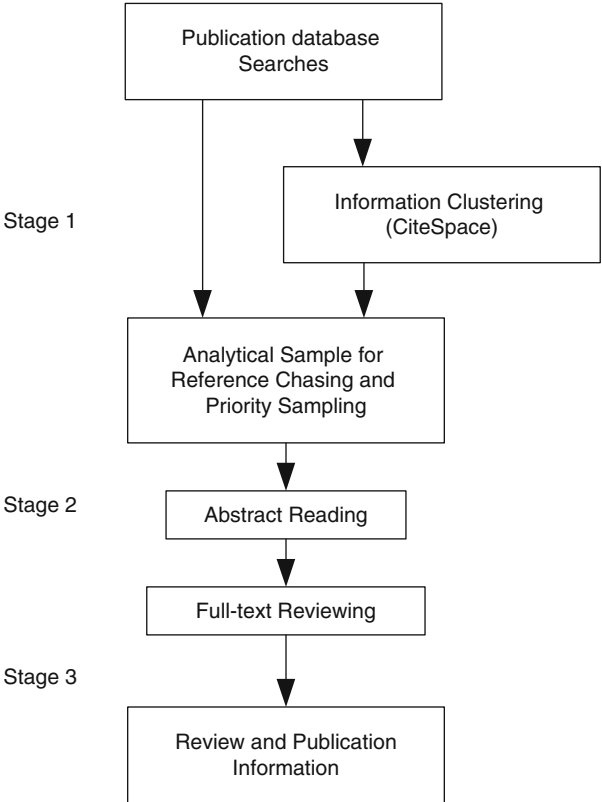 Publication database
Searches
Stage 1
Information Clustering
(CiteSpace)
Analytical Sample for
Reference Chasing and
Priority Sampling
Stage 2
Abstract Reading
Full-text Reviewing
Stage 3
Review and Publication
Information